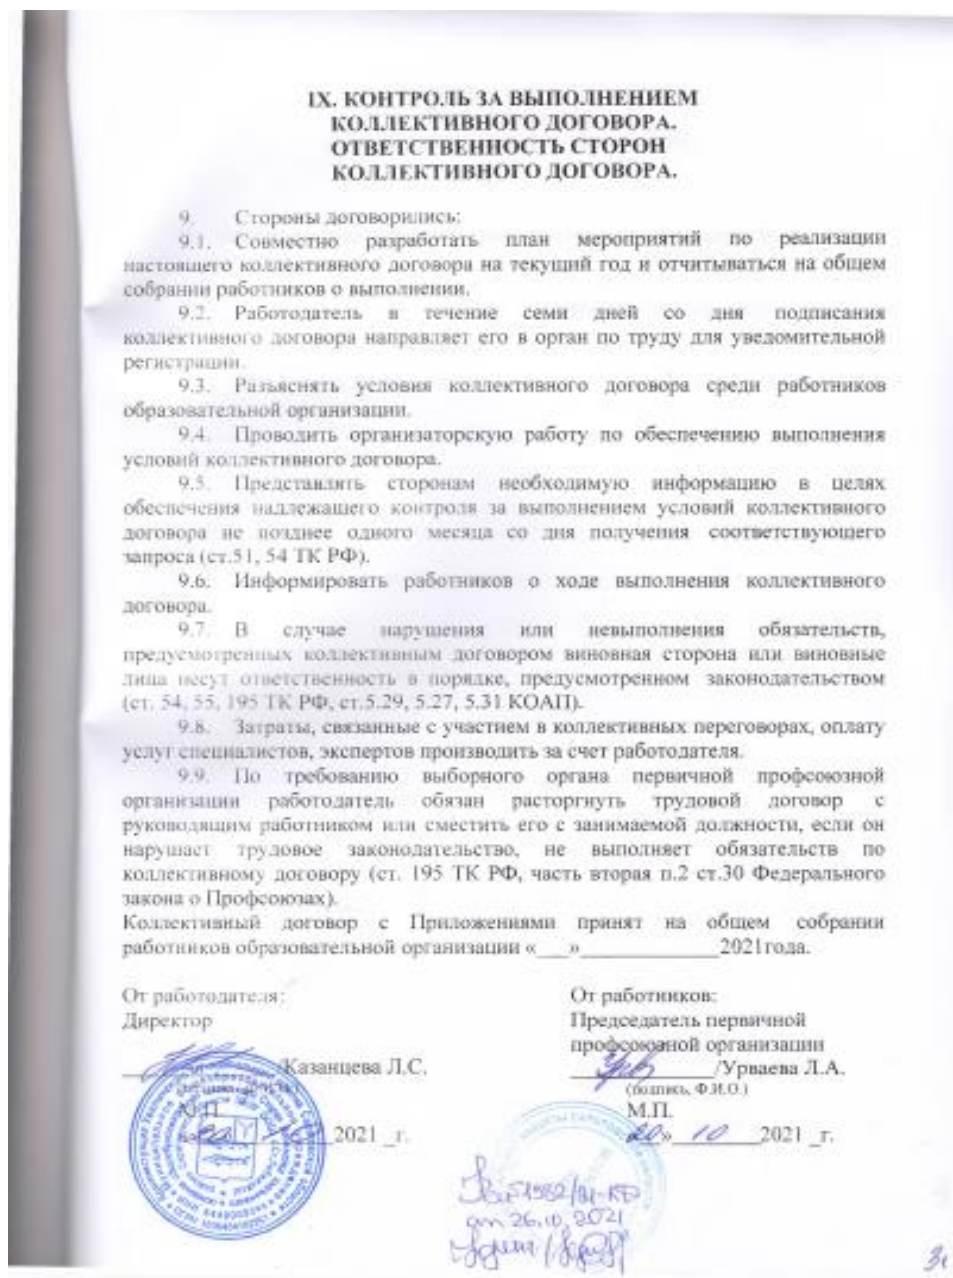 IX. КОНТРОЛЬ ЗА ВЫПОЛНЕНИЕМ
КОЛЛЕКТИВНОГО ДОГОВОРА.
ОТВЕТСТВЕННОСТЬ СТОРОН
КОЛЛЕКТИВНОГО ДОГОВОРА.
9. Стороны договорились:
9.1. Совместно разработать план мероприятий по реализации
настоящего коллективного договора на текущий год и отчитываться на общем
собрании работников о выполнении.
9.2. Работодатель в течение семи дней со дня подписания
коллективного договора направляет его в орган по труду для уведомительной
регистрации.
9.3. Разъяснять условия коллективного договора среди работников
образовательной организации.
9.4. Проводить организаторскую работу по обеспечению выполнения
условий коллективного договора.
9.5. Представлять сторонам необходимую информацию в целях
обеспечения надлежащего контроля за выполнением условий коллективного
договора не позднее одного месяца со дня получения соответствующего
запроса (ст.51, 54 ТК РФ).
9.6. Информировать работников о ходе выполнения коллективного
договора.
9.7. В случае нарушения или невыполнения обязательств,
предусмотренных коллективным договором виновная сторона или виновные
лица несут ответственность в порядке, предусмотренном законодательством
(ст. 54, 55, 195 ТК РФ, ст.5.29, 5.27, 5.31 КОАП).
9.8. Затраты, связанные с участием в коллективных переговорах, оплату
услуг специалистов, экспертов производить за счет работодателя.
9.9. По требованию выборного органа первичной профсоюзной
организации работодатель обязан расторгнуть трудовой договор с
руководящим работником или сместить его с занимаемой должности, если он
нарушает трудовое законодательство, не выполняет обязательств по
коллективному договору (ст. 195 ТК РФ, часть вторая п.2 ст.30 Федерального
закона о Профсоюзах).
Коллективный договор с Приложениями принят на общем собрании
работников образовательной организации «___»______________2021года.
От работодателя: От работников:
Директор Председатель первичной
профсоюзной организации
/Казанцева Л.С. /Урваева Л.А.
(подпись, Ф.И.О.)
М.П. М.П.
«20» 10 2021 _г. 20» 10 2021 _г.
от 26.10.2021